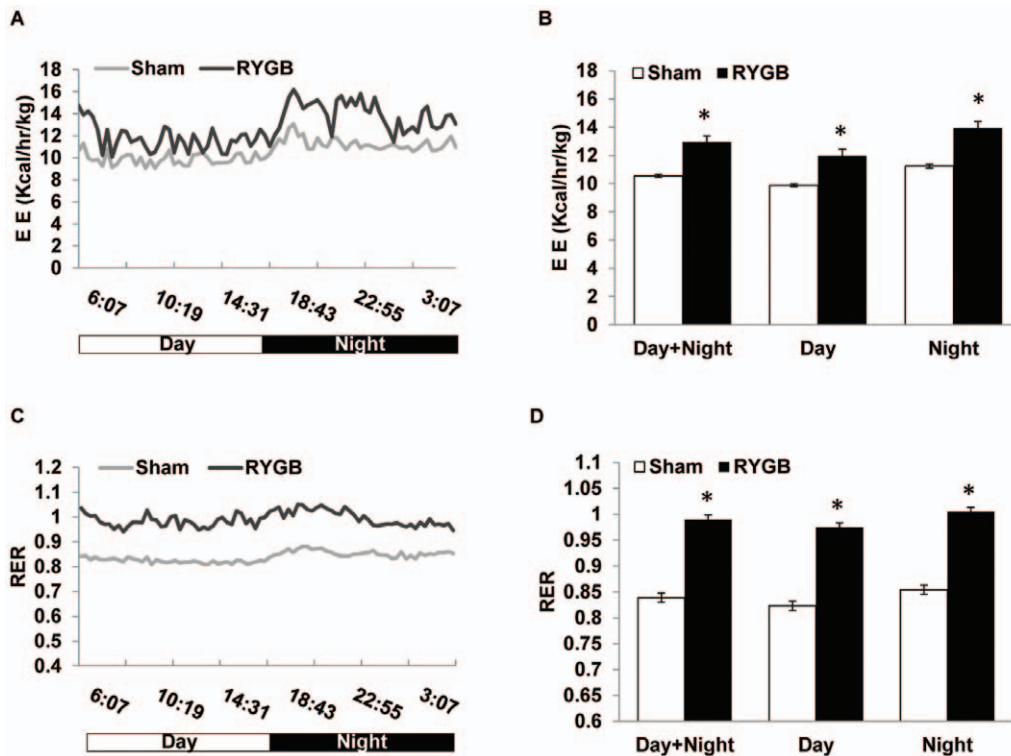 A
Sham RYGB
18
16
14
12
10
8
6
4
2
0
E E (Kcal/hr/kg)
6:07 10:19 14:31 18:43 22:55 3:07
Day Night
B
Sham RYGB
18
16
14
12
10
8
6
4
2
0
E E (Kcal/hr/kg)
* * *
Day+Night Day Night
C
Sham RYGB
1.2
1.1
1
0.9
0.8
0.7
0.6
0.5
0.4
RER
6:07 10:19 14:31 18:43 22:55 3:07
Day Night
D
Sham RYGB
1.1
1.05
1
0.95
0.9
0.85
0.8
0.75
0.7
0.65
0.6
RER
* * *
Day+Night Day Night